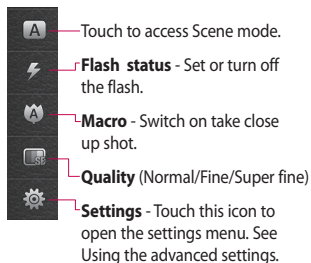 A
Touch to access Scene mode.
Flash status - Set or turn off
the flash.
A
Macro - Switch on take close
up shot.
Quality (Normal/Fine/Super fine)
Settings - Touch this icon to
open the settings menu. See
Using the advanced settings.